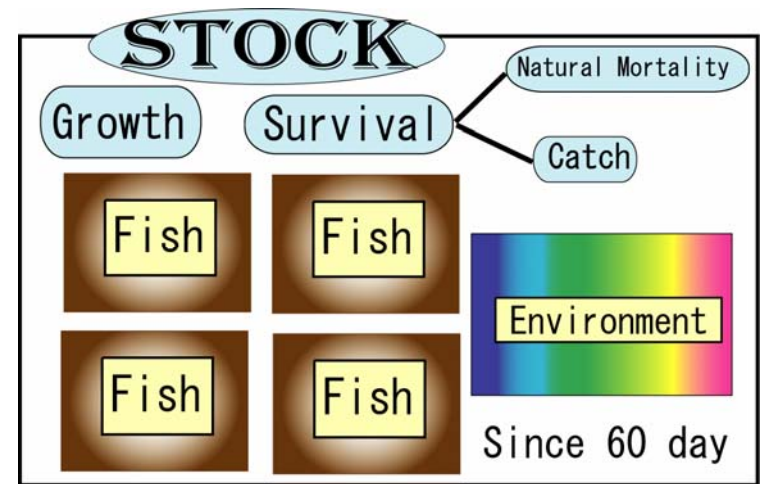 STOCK
Natural Mortality
Growth
Survival
Catch
Fish
Fish
Environment
Fish
Fish
Since 60 day